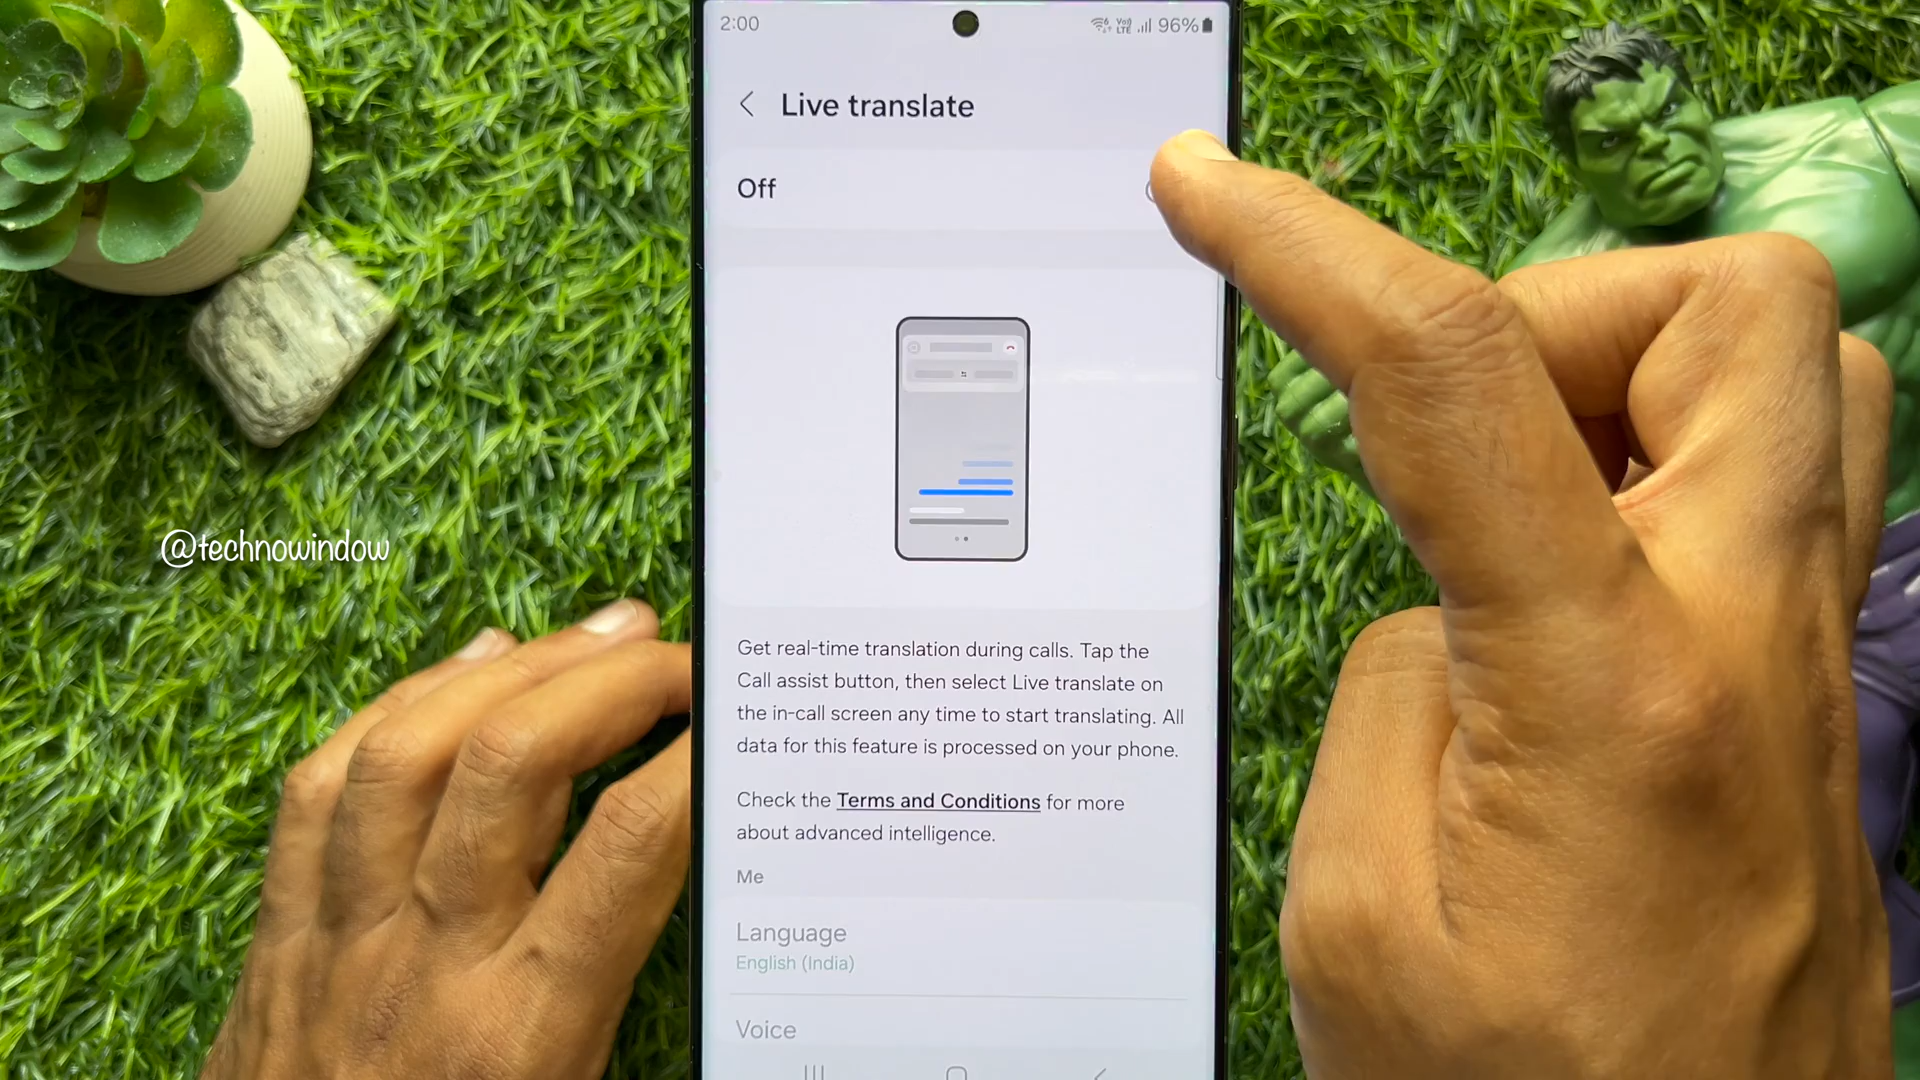 2:00
Vo)) LTE 96%
Live translate
Off
@technowindow
Get real-time translation during calls. Tap the
Call assist button, then select Live translate on
the in-call screen any time to start translating. All
data for this feature is processed on your phone.
Check the Terms and Conditions for more
about advanced intelligence.
Me
Language
English (India)
Voice